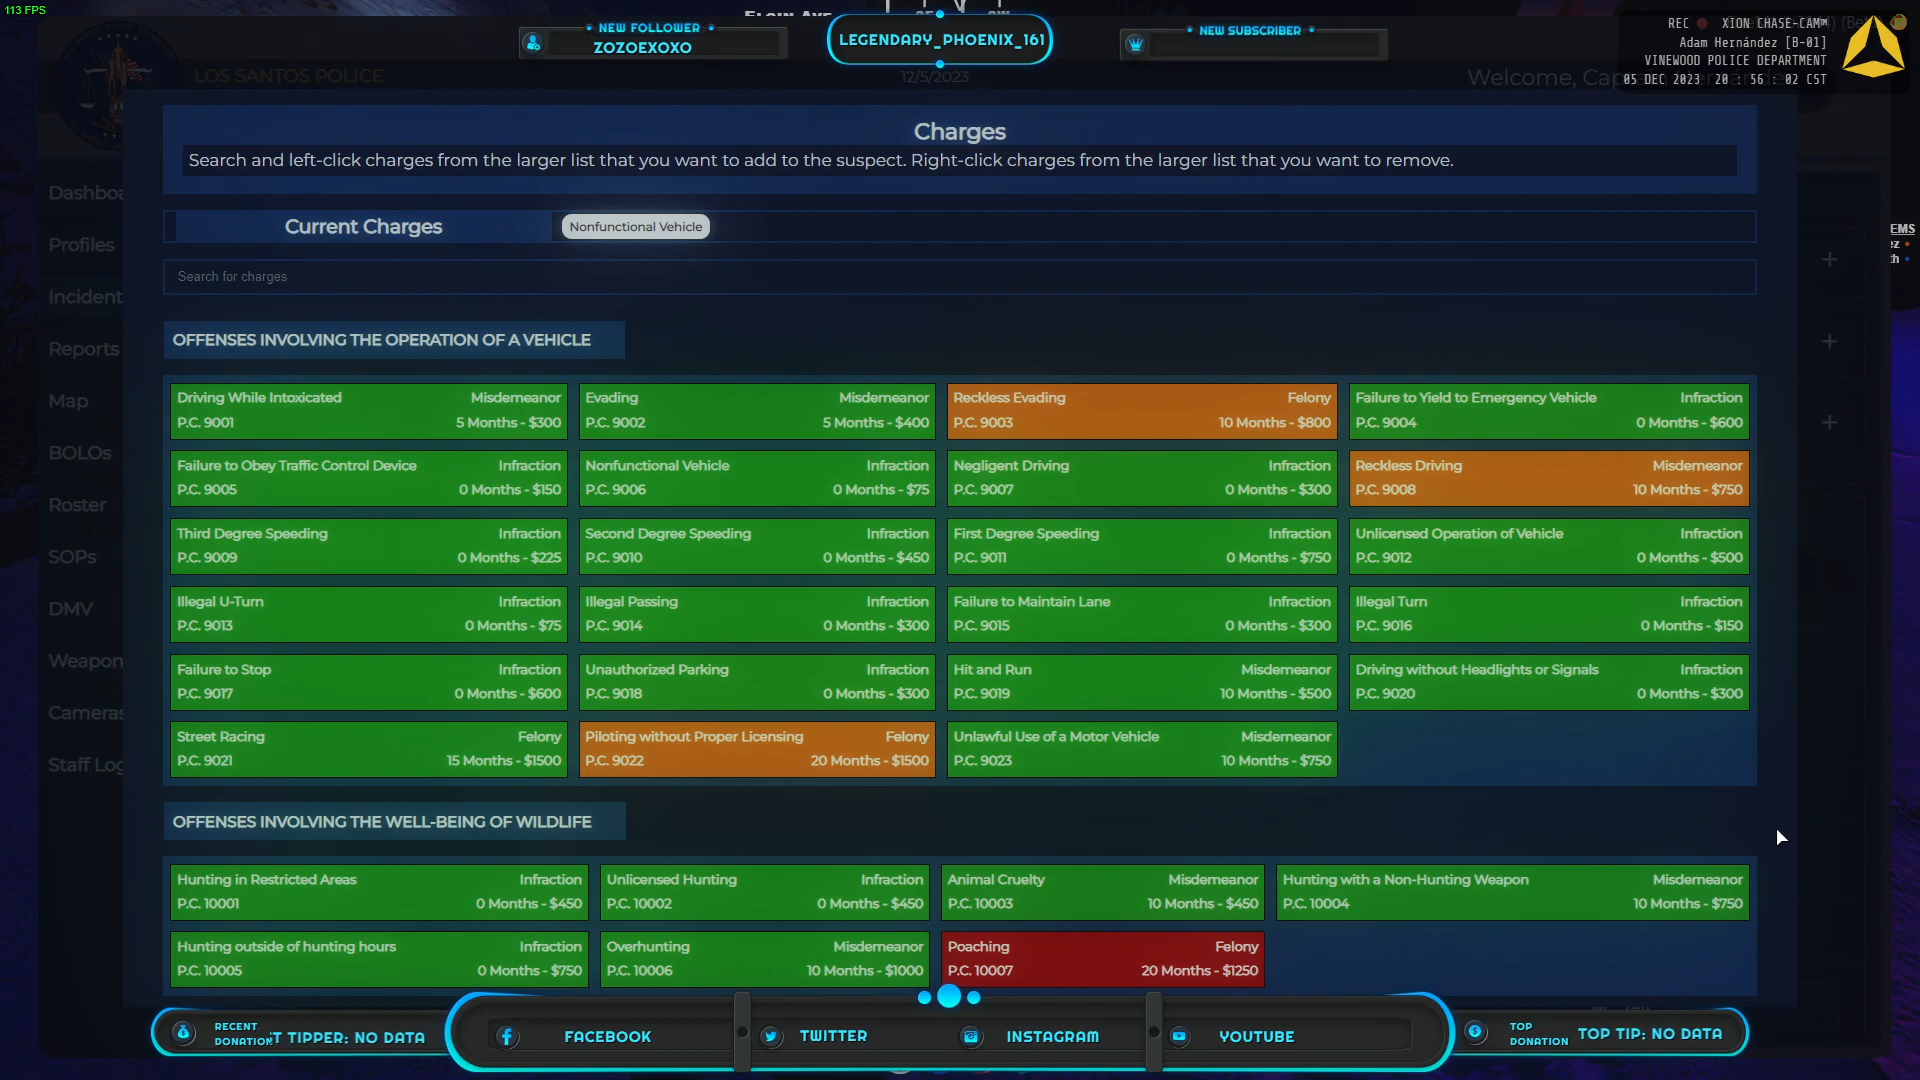 113 FPS
NEW FOLLOWER
ZOZOEXOXO
LEGENDARY_PHOENIX_161
NEW SUBSCRIBER
REC XION CHASE-CAM™
Adam Hernández [B-01]
VINEWOOD POLICE DEPARTMENT
05 DEC 2023 20 : 56 : 02 CST
LOS SANTOS POLICE
12/5/2023
Welcome,
Charges
Search and left-click charges from the larger list that you want to add to the suspect. Right-click charges from the larger list that you want to remove.
Current Charges
Nonfunctional Vehicle
Search for charges
EMS
Dashboa
Profiles
Incident
Reports
Map
BOLOs
Roster
SOPs
DMV
Weapon
Cameras
Staff Log
OFFENSES INVOLVING THE OPERATION OF A VEHICLE
Driving While Intoxicated Misdemeanor
P.C. 9001 5 Months - $300
Evading Misdemeanor
P.C. 9002 5 Months - $400
Reckless Evading Felony
P.C. 9003 10 Months - $800
Failure to Yield to Emergency Vehicle Infraction
P.C. 9004 0 Months - $600
Failure to Obey Traffic Control Device Infraction
P.C. 9005 0 Months - $150
Nonfunctional Vehicle Infraction
P.C. 9006 0 Months - $75
Negligent Driving Infraction
P.C. 9007 0 Months - $300
Reckless Driving Misdemeanor
P.C. 9008 10 Months - $750
Third Degree Speeding Infraction
P.C. 9009 0 Months - $225
Second Degree Speeding Infraction
P.C. 9010 0 Months - $450
First Degree Speeding Infraction
P.C. 9011 0 Months - $750
Unlicensed Operation of Vehicle Infraction
P.C. 9012 0 Months - $500
Illegal U-Turn Infraction
P.C. 9013 0 Months - $75
Illegal Passing Infraction
P.C. 9014 0 Months - $300
Failure to Maintain Lane Infraction
P.C. 9015 0 Months - $300
Illegal Turn Infraction
P.C. 9016 0 Months - $150
Failure to Stop Infraction
P.C. 9017 0 Months - $600
Unauthorized Parking Infraction
P.C. 9018 0 Months - $300
Hit and Run Misdemeanor
P.C. 9019 10 Months - $500
Driving without Headlights or Signals Infraction
P.C. 9020 0 Months - $300
Street Racing Felony
P.C. 9021 15 Months - $1500
Piloting without Proper Licensing Felony
P.C. 9022 20 Months - $1500
Unlawful Use of a Motor Vehicle Misdemeanor
P.C. 9023 10 Months - $750
OFFENSES INVOLVING THE WELL-BEING OF WILDLIFE
Hunting in Restricted Areas Infraction
P.C. 10001 0 Months - $450
Unlicensed Hunting Infraction
P.C. 10002 0 Months - $450
Animal Cruelty Misdemeanor
P.C. 10003 10 Months - $450
Hunting with a Non-Hunting Weapon Misdemeanor
P.C. 10004 10 Months - $750
Hunting outside of hunting hours Infraction
P.C. 10005 0 Months - $750
Overhunting Misdemeanor
P.C. 10006 10 Months - $1000
Poaching Felony
P.C. 10007 20 Months - $1250
RECENT
DONATION
T TIPPER: NO DATA
FACEBOOK
TWITTER
INSTAGRAM
YOUTUBE
TOP
DONATION
TOP TIP: NO DATA